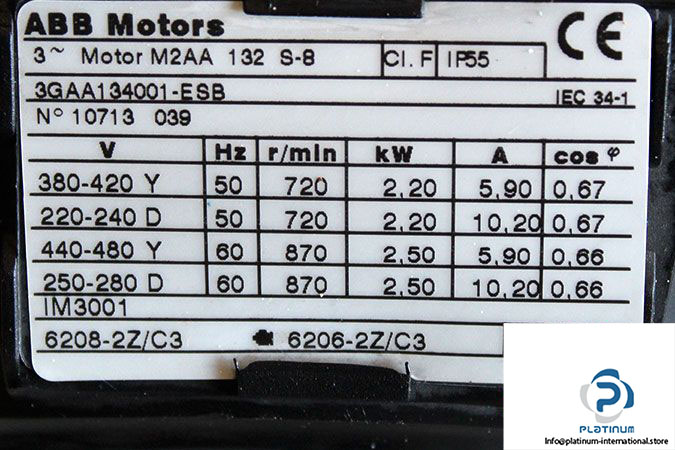 ABB Motors
CE
3~ Motor M2AA 132 S-8 Cl. F IP55
3GAA134001-ESB IEC 34-1
N° 10713 039
V Hz r/min kW A cos φ
380-420 Y 50 720 2,20 5,90 0,67
220-240 D 50 720 2,20 10,20 0,67
440-480 Y 60 870 2,50 5,90 0,66
250-280 D 60 870 2,50 10,20 0,66
IM3001
6208-2Z/C3 6206-2Z/C3
PLATINUM
Info@platinum-international.store